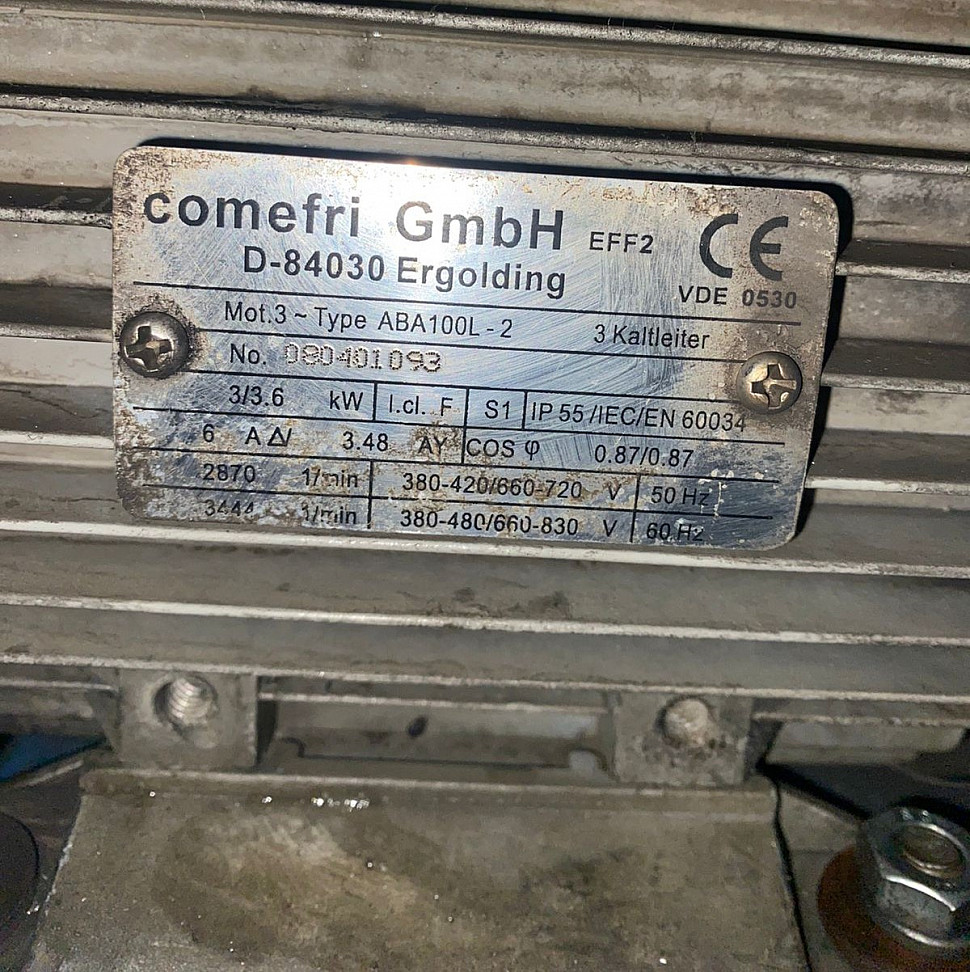 comefri GmbH EFF2 CE
D-84030 Ergolding VDE 0530
Mot.3 ~ Type ABA100L - 2 3 Kaltleiter
No. 080401093
3/3.6 kW I.cl. F S1 IP 55 /IEC/EN 60034
6 A Δ/ 3.48 AY COS φ 0.87/0.87
2870 1/min 380-420/660-720 V 50 Hz
3444 1/min 380-480/660-830 V 60 Hz